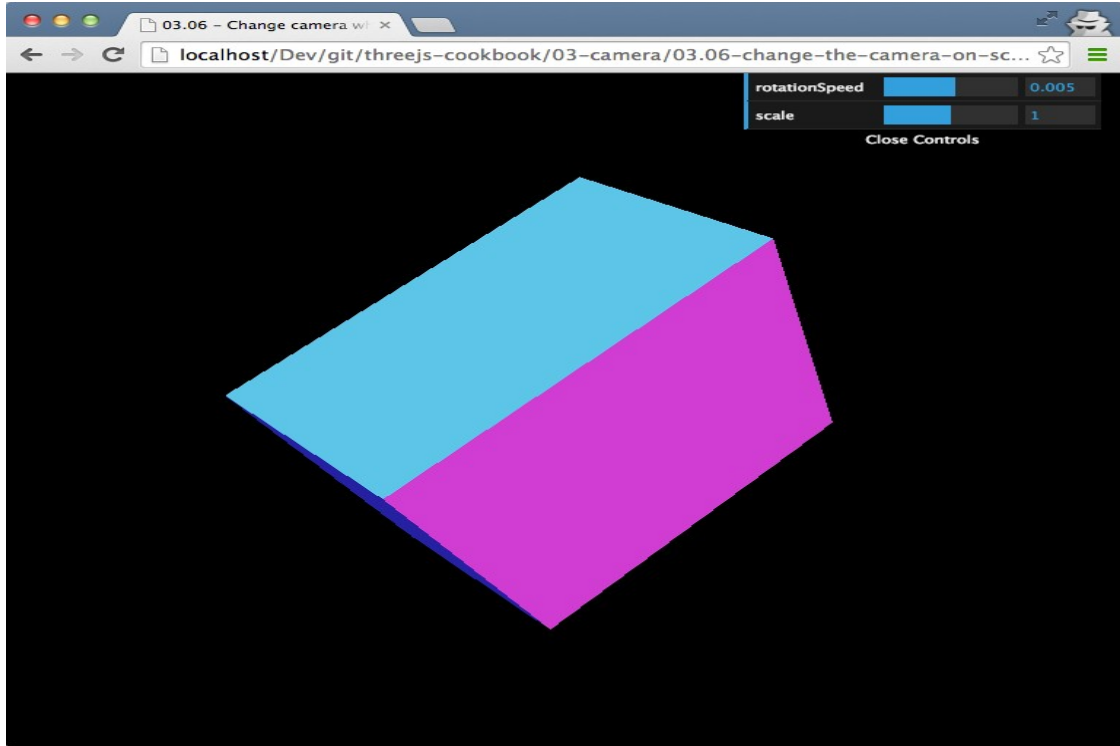 03.06 - Change camera wh
localhost/Dev/git/threejs-cookbook/03-camera/03.06-change-the-camera-on-sc...
rotationSpeed 0.005
scale 1
Close Controls